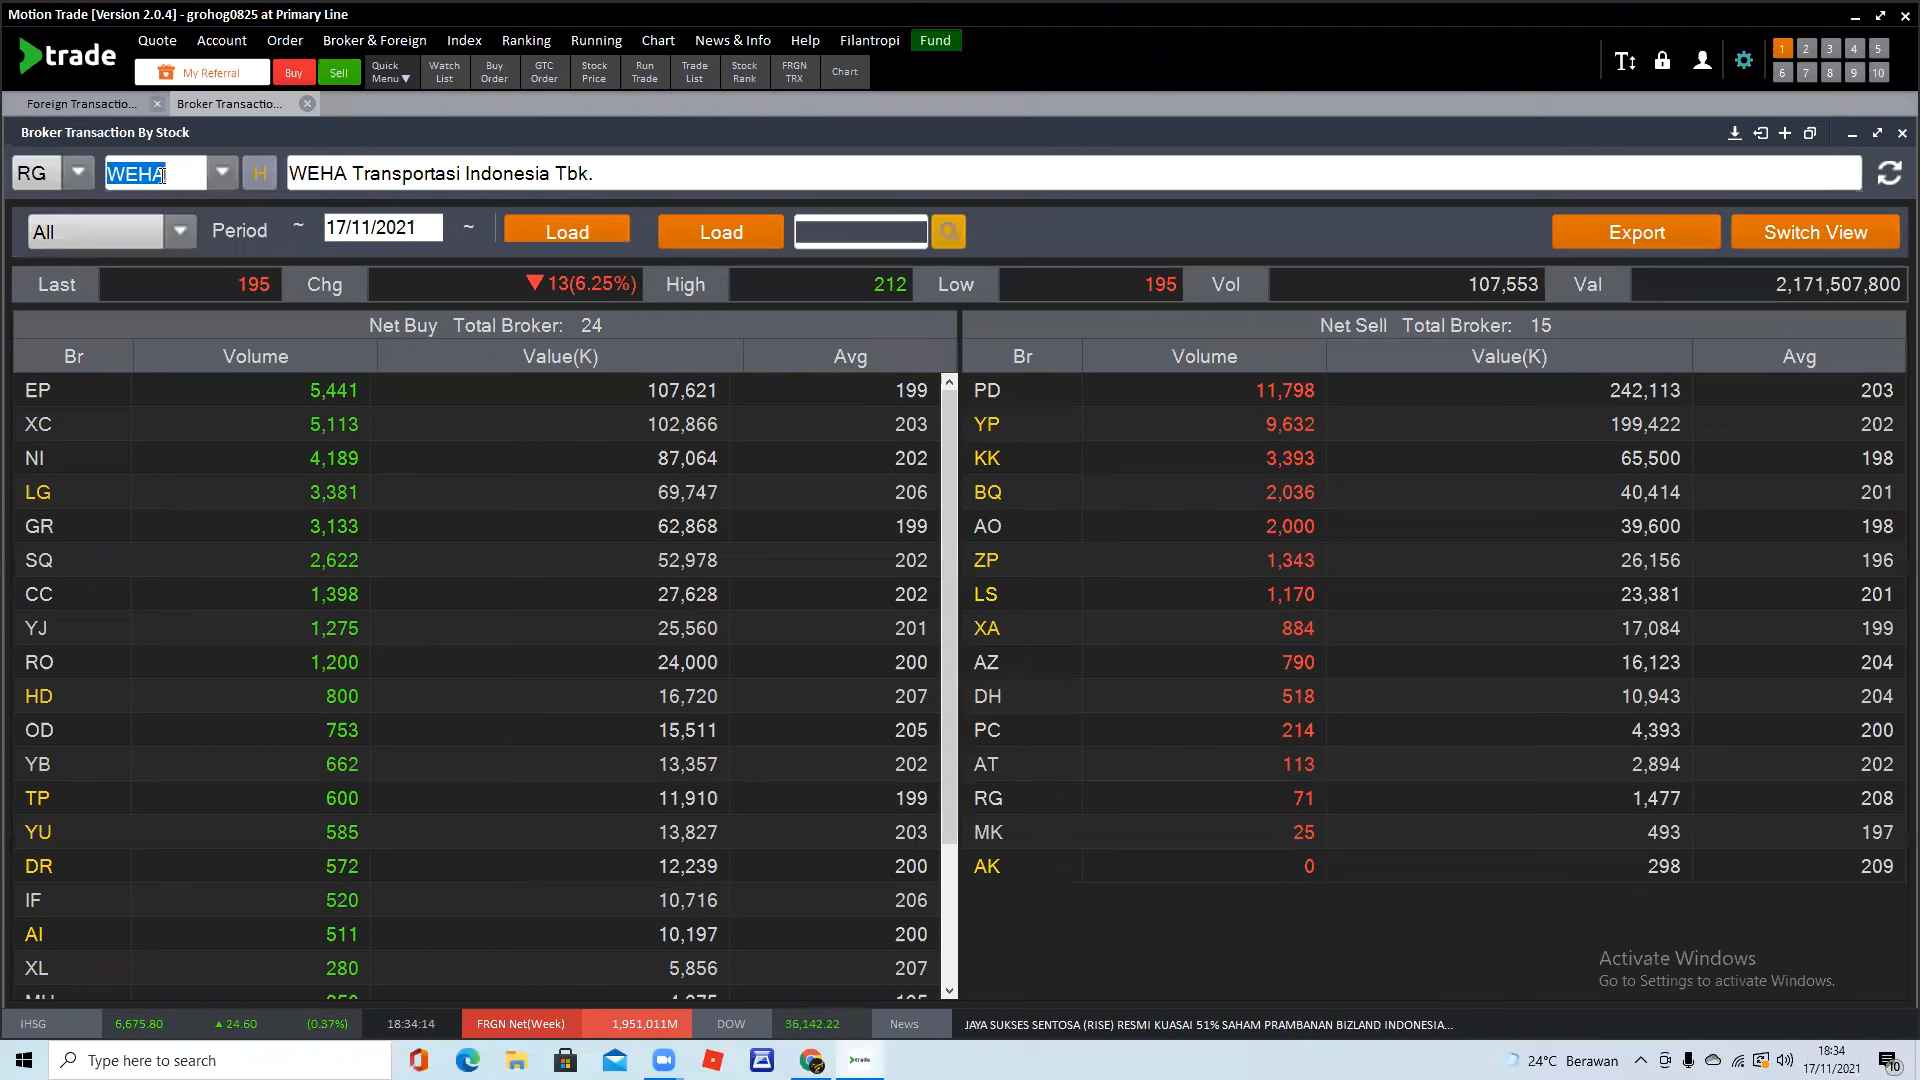 Motion Trade [Version 2.0.4] - grohog0825 at Primary Line
trade
Quote Account Order Broker & Foreign Index Ranking Running Chart News & Info Help Filantropi Fund
My Referral Buy Sell Quick Menu▼ Watch List Buy Order GTC Order Stock Price Run Trade Trade List Stock Rank FRGN TRX Chart
1 2 3 4 5
6 7 8 9 10
Foreign Transactio... Broker Transactio...
Broker Transaction By Stock
RG WEHA H WEHA Transportasi Indonesia Tbk.
All Period ~ 17/11/2021 ~ Load Load Export Switch View
Last 195 Chg ▼13(6.25%) High 212 Low 195 Vol 107,553 Val 2,171,507,800
Net Buy Total Broker: 24 Net Sell Total Broker: 15
Br Volume Value(K) Avg Br Volume Value(K) Avg
EP 5,441 107,621 199 PD 11,798 242,113 203
XC 5,113 102,866 203 YP 9,632 199,422 202
NI 4,189 87,064 202 KK 3,393 65,500 198
LG 3,381 69,747 206 BQ 2,036 40,414 201
GR 3,133 62,868 199 AO 2,000 39,600 198
SQ 2,622 52,978 202 ZP 1,343 26,156 196
CC 1,398 27,628 202 LS 1,170 23,381 201
YJ 1,275 25,560 201 XA 884 17,084 199
RO 1,200 24,000 200 AZ 790 16,123 204
HD 800 16,720 207 DH 518 10,943 204
OD 753 15,511 205 PC 214 4,393 200
YB 662 13,357 202 AT 113 2,894 202
TP 600 11,910 199 RG 71 1,477 208
YU 585 13,827 203 MK 25 493 197
DR 572 12,239 200 AK 0 298 209
IF 520 10,716 206
AI 511 10,197 200
XL 280 5,856 207
Activate Windows
Go to Settings to activate Windows.
IHSG 6,675.80 ▲ 24.60 (0.37%) 18:34:14 FRGN Net(Week) 1,951,011M DOW 36,142.22 News JAYA SUKSES SENTOSA (RISE) RESMI KUASAI 51% SAHAM PRAMBANAN BIZLAND INDONESIA...
Type here to search trade 24°C Berawan 18:34
17/11/2021
10